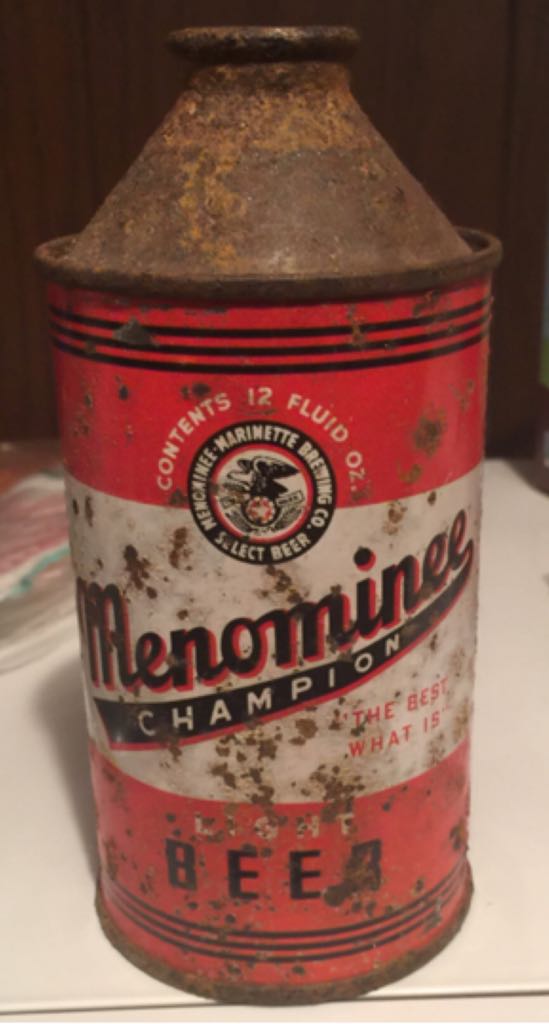 CONTENTS 12 FLUID OZ.
MENOMINEE-MARINETTE BREWING CO.
SELECT BEER
Menominee
CHAMPION
"THE BEST
WHAT IS"
LIGHT
BEER